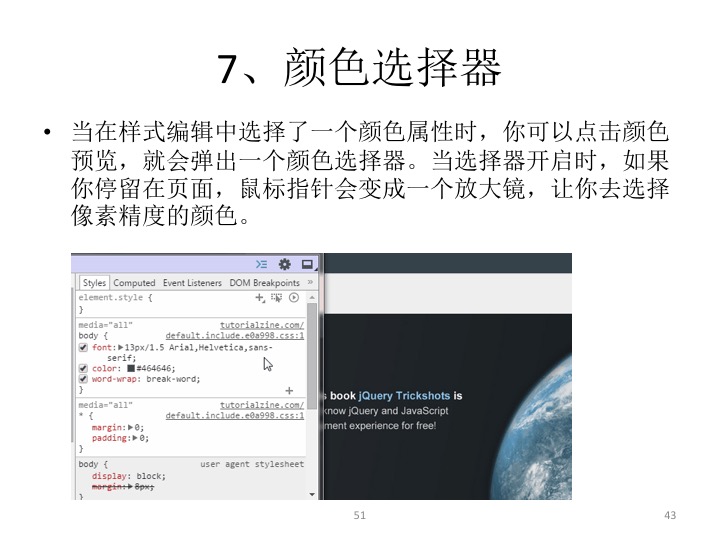 7、颜色选择器
• 当在样式编辑中选择了一个颜色属性时，你可以点击颜色
预览，就会弹出一个颜色选择器。当选择器开启时，如果
你停留在页面，鼠标指针会变成一个放大镜，让你去选择
像素精度的颜色。
Styles Computed Event Listeners DOM Breakpoints »
element.style {
}
media="all" tutorialzine.com/
body { default.include.e0a998.css:1
font:▶13px/1.5 Arial,Helvetica,sans-
serif;
color: #464646;
word-wrap: break-word;
}
media="all" tutorialzine.com/
* { default.include.e0a998.css:1
margin:▶0;
padding:▶0;
}
body { user agent stylesheet
display: block;
margin:▶8px;
}
s book jQuery Trickshots is
know jQuery and JavaScript
ment experience for free!
51
43